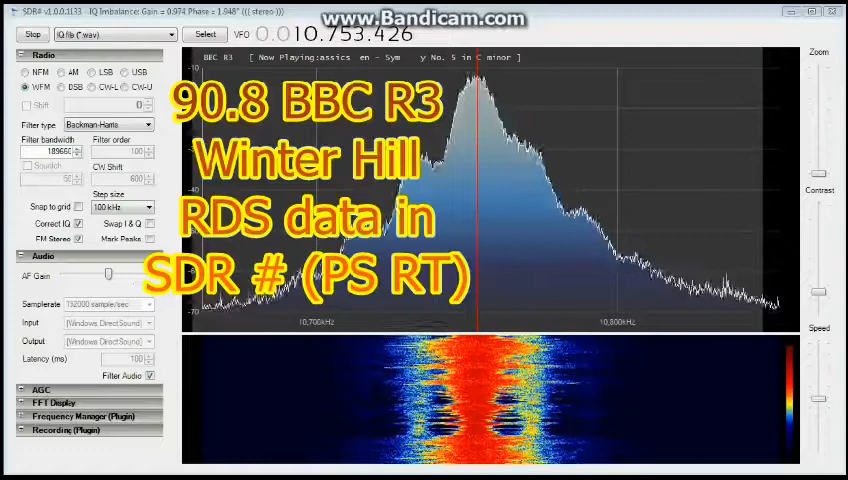 SDR# v1.0.0.1133 IQ Imbalance: Gain = 0.974 Phase = 1.948° ((( stereo )))
www.Bandicam.com
Stop
IQ file (*.wav)
Select
VFO
0.010.753.426
Radio
NFM AM LSB USB
WFM DSB CW-L CW-U
Shift 0
Filter type Blackman-Harris
Filter bandwidth Filter order
189660 100
Squelch CW Shift
50 600
Step size
Snap to grid 100 kHz
Correct IQ Swap I & Q
FM Stereo Mark Peaks
Audio
AF Gain
Samplerate 192000 sample/sec
Input [Windows DirectSound]
Output [Windows DirectSound]
Latency (ms) 100
Filter Audio
AGC
FFT Display
Frequency Manager (Plugin)
Recording (Plugin)
BBC R3 [ Now Playing:assics en - Sym y No. 5 in C minor ]
-10
-40
-70
10,700kHz
10,800kHz
90.8 BBC R3
Winter Hill
RDS data in
SDR # (PS RT)
Zoom
Contrast
Speed